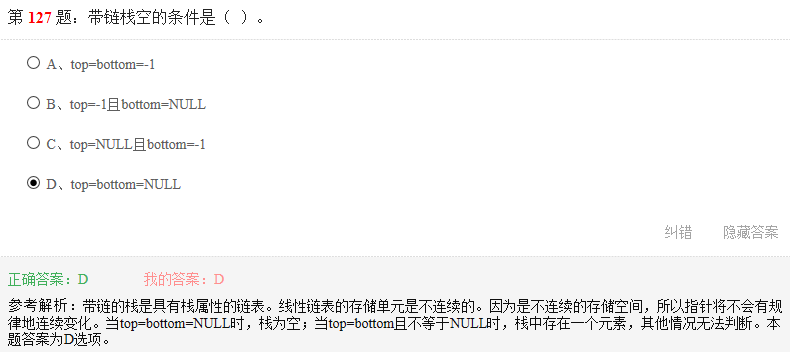 第 127 题：带链栈空的条件是（ ）。
A、top=bottom=-1
B、top=-1且bottom=NULL
C、top=NULL且bottom=-1
D、top=bottom=NULL
纠错 隐藏答案
正确答案：D 我的答案：D
参考解析：带链的栈是具有栈属性的链表。线性链表的存储单元是不连续的。因为是不连续的存储空间，所以指针将不会有规
律地连续变化。当top=bottom=NULL时，栈为空；当top=bottom且不等于NULL时，栈中存在一个元素，其他情况无法判断。本
题答案为D选项。